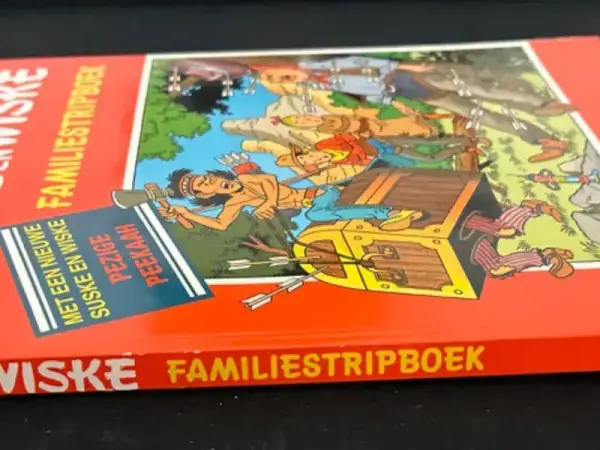 WISKE
FAMILIESTRIPBOEK
MET EEN NIEUWE
SUSKE EN WISKE
PEZIGE
PEEKAAH
WISKE FAMILIESTRIPBOEK